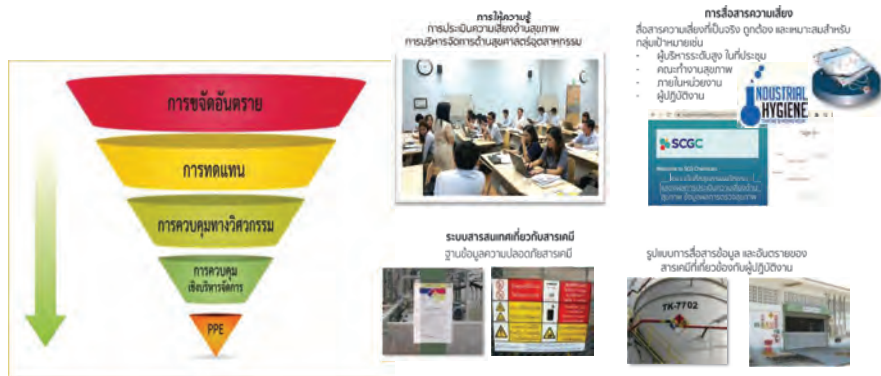 การขจัดอันตราย
การทดแทน
การควบคุมทางวิศวกรรม
การควบคุม
เชิงบริหารจัดการ
PPE
การให้ความรู้
การประเมินความเสี่ยงด้านสุขภาพ
การบริหารจัดการด้านสุขศาสตร์อุตสาหกรรม
การสื่อสารความเสี่ยง
สื่อสารความเสี่ยงที่เป็นจริง ถูกต้อง และเหมาะสมสำหรับ
กลุ่มเป้าหมายเช่น
- ผู้บริหารระดับสูง ในที่ประชุม
- คณะทำงานสุขภาพ
- ภายในหน่วยงาน
- ผู้ปฏิบัติงาน
INDUSTRIAL
HYGIENE
SCGC
Welcome to SCG Chemicals
ระบบสารสนเทศเกี่ยวกับสารเคมี
ฐานข้อมูลความปลอดภัยสารเคมี
รูปแบบการสื่อสารข้อมูล และอันตรายของ
สารเคมีที่เกี่ยวข้องกับผู้ปฏิบัติงาน
TK-7702